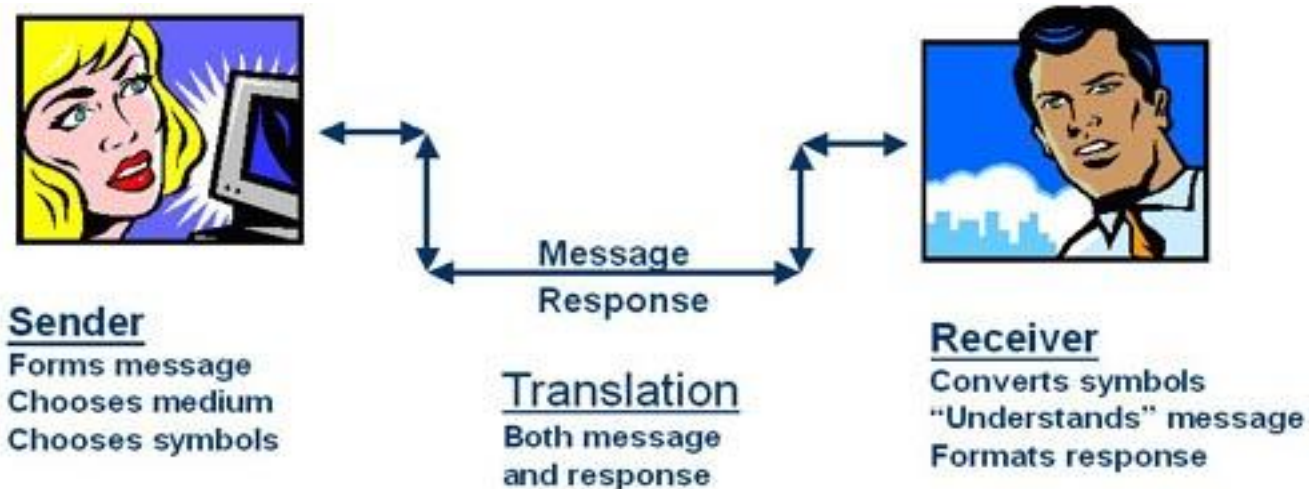 Message
Response
Sender
Forms message
Chooses medium
Chooses symbols
Translation
Both message
and response
Receiver
Converts symbols
“Understands” message
Formats response